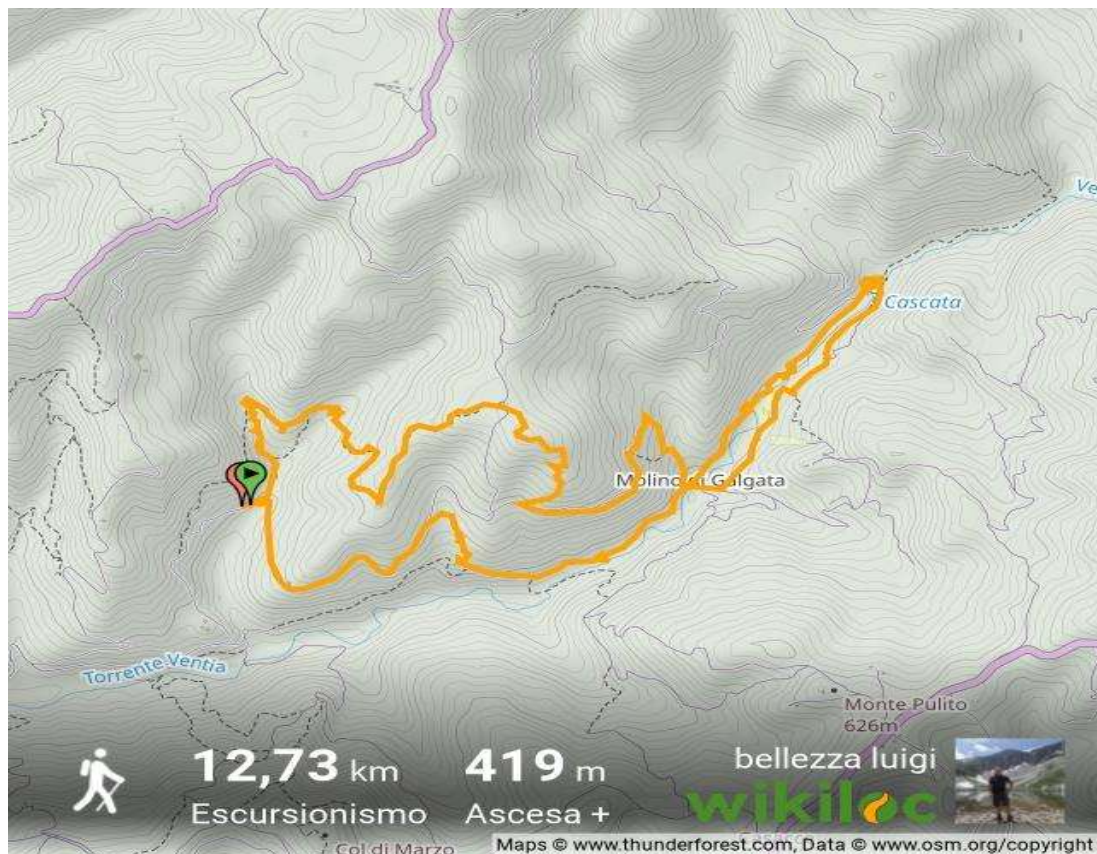 Ve
Cascata
Molino di Galgata
Torrente Ventia
Monte Pulito
626m
12,73 km
419 m
bellezza luigi
Escursionismo
Ascesa +
wikiloc
Col di Marzo
Maps © www.thunderforest.com, Data © www.osm.org/copyright